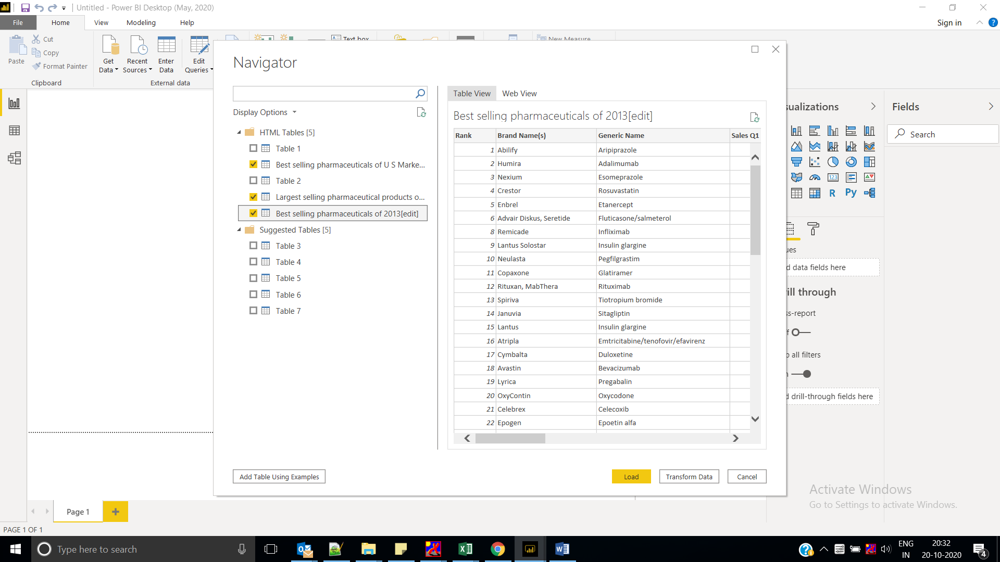 Untitled - Power BI Desktop (May, 2020)
File Home View Modeling Help Sign in
Paste
Cut
Copy
Format Painter
Clipboard
Get Data
Recent Sources
Enter Data
Edit Queries
External data
Text box
New Measure
Navigator
Display Options
HTML Tables [5]
Table 1
Best selling pharmaceuticals of U S Marke...
Table 2
Largest selling pharmaceutical products o...
Best selling pharmaceuticals of 2013[edit]
Suggested Tables [5]
Table 3
Table 4
Table 5
Table 6
Table 7
Table View Web View
Best selling pharmaceuticals of 2013[edit]
Rank Brand Name(s) Generic Name Sales Q1
1 Abilify Aripiprazole
2 Humira Adalimumab
3 Nexium Esomeprazole
4 Crestor Rosuvastatin
5 Enbrel Etanercept
6 Advair Diskus, Seretide Fluticasone/salmeterol
8 Remicade Infliximab
9 Lantus Solostar Insulin glargine
10 Neulasta Pegfilgrastim
11 Copaxone Glatiramer
12 Rituxan, MabThera Rituximab
13 Spiriva Tiotropium bromide
14 Januvia Sitagliptin
15 Lantus Insulin glargine
16 Atripla Emtricitabine/tenofovir/efavirenz
17 Cymbalta Duloxetine
18 Avastin Bevacizumab
19 Lyrica Pregabalin
20 OxyContin Oxycodone
21 Celebrex Celecoxib
22 Epogen Epoetin alfa
Add Table Using Examples Load Transform Data Cancel
sualizations
123
R Py
ues
d data fields here
ill through
ss-report
all filters
d drill-through fields here
Fields
Search
Activate Windows
Go to Settings to activate Windows.
Page 1
PAGE 1 OF 1
Type here to search
ENG
IN
20:32
20-10-2020
4